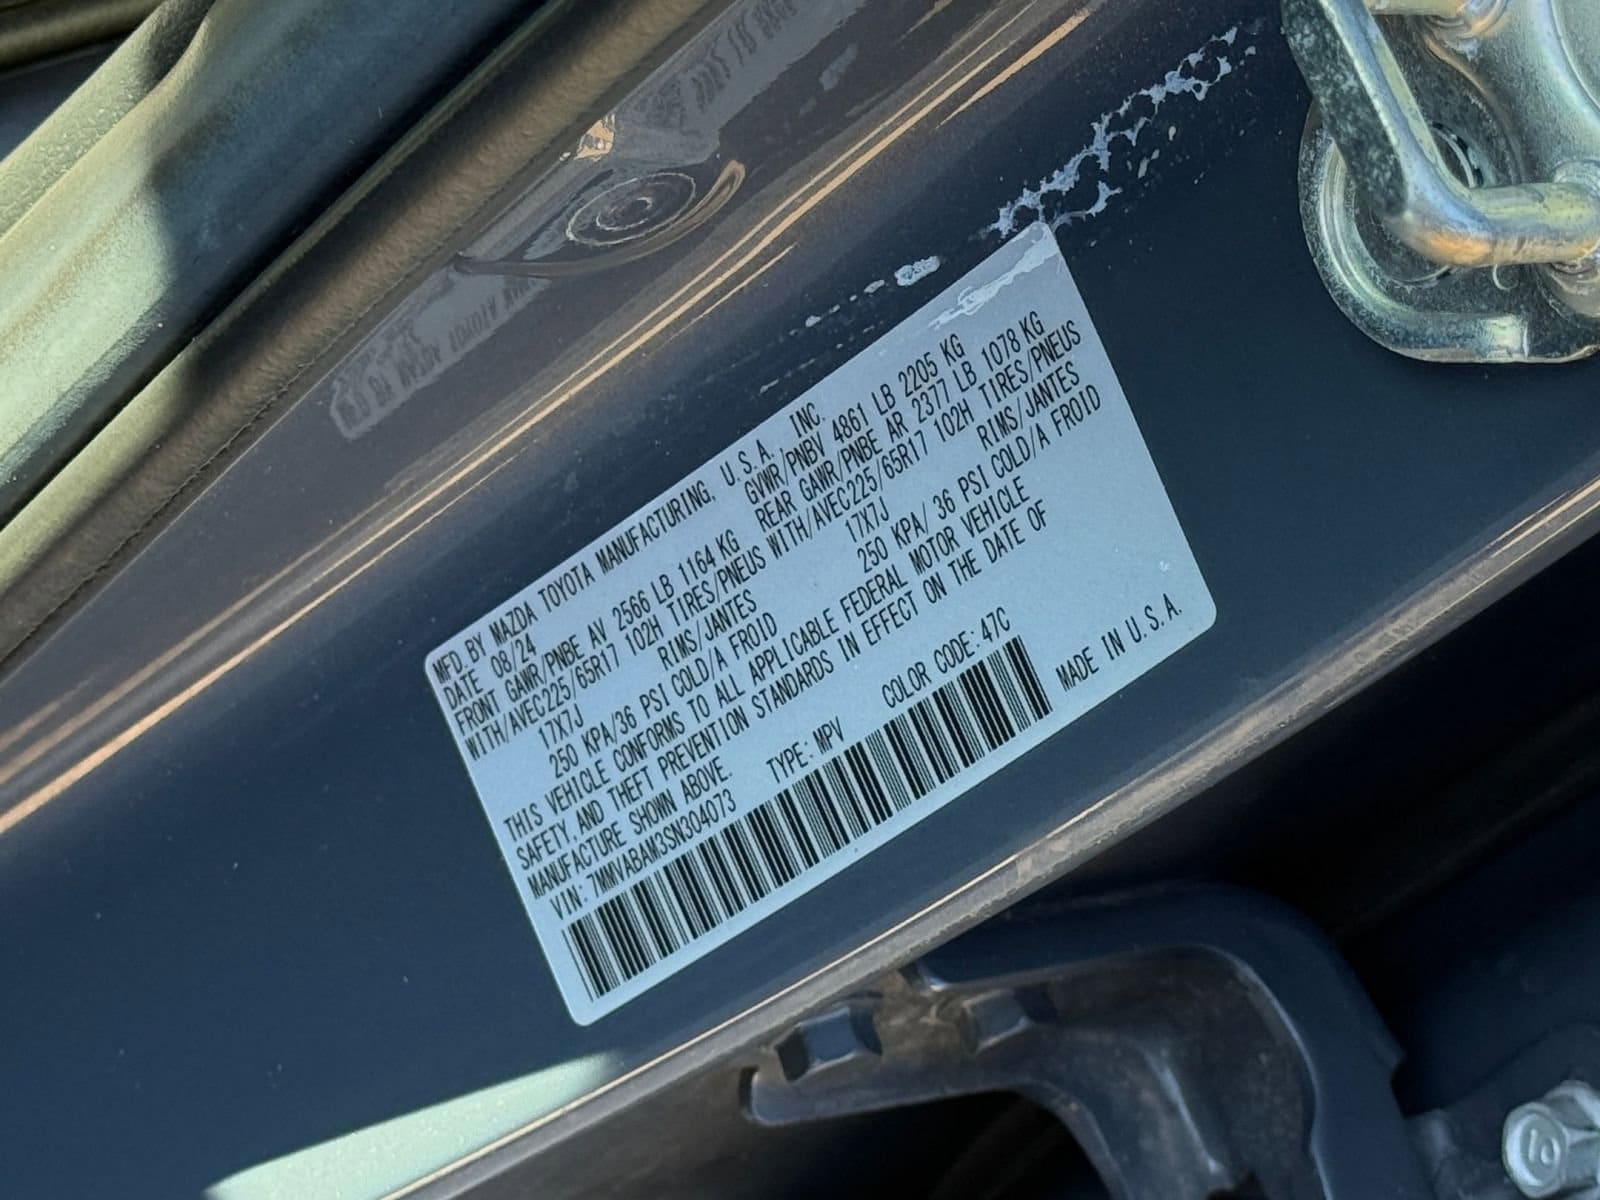 MFD. BY MAZDA TOYOTA MANUFACTURING, U.S.A., INC.
DATE 08/24 GVWR/PNBV 4861 LB 2205 KG
FRONT GAWR/PNBE AV 2566 LB 1164 KG REAR GAWR/PNBE AR 2377 LB 1078 KG
WITH/AVEC225/65R17 102H TIRES/PNEUS WITH/AVEC225/65R17 102H TIRES/PNEUS
17X7J RIMS/JANTES 17X7J RIMS/JANTES
250 KPA/36 PSI COLD/A FROID 250 KPA/ 36 PSI COLD/A FROID
THIS VEHICLE CONFORMS TO ALL APPLICABLE FEDERAL MOTOR VEHICLE
SAFETY, AND THEFT PREVENTION STANDARDS IN EFFECT ON THE DATE OF
MANUFACTURE SHOWN ABOVE.
VIN: 7MMVABAM3SN304073 TYPE: MPV COLOR CODE: 47C
MADE IN U.S.A.
10